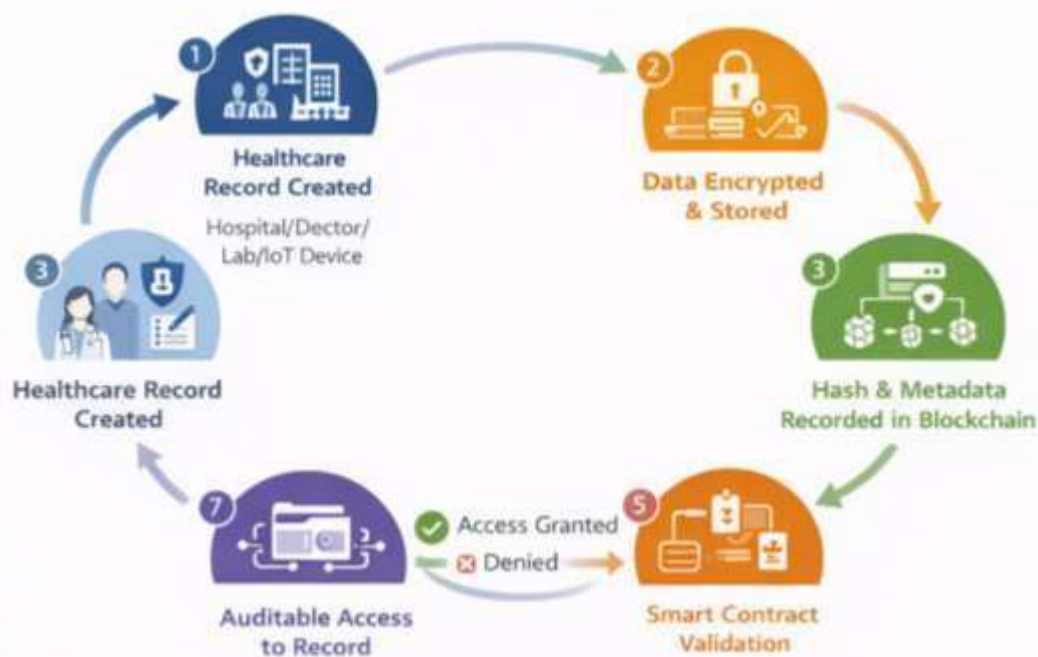 1
Healthcare
Record Created
Hospital/Dector/
Lab/IoT Device
2
Data Encrypted
& Stored
3
Hash & Metadata
Recorded in Blockchain
5
Smart Contract
Validation
Access Granted
Denied
7
Auditable Access
to Record
3
Healthcare Record
Created